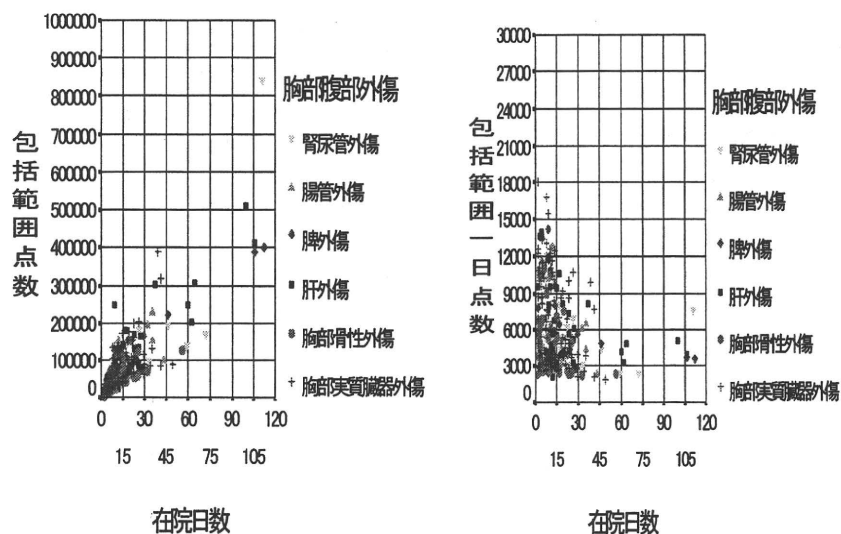 1000000
900000
800000
700000
600000
500000
400000
300000
200000
100000
0
包括範囲点数
0 30 60 90 120
15 45 75 105
在院日数
胸部腹部外傷
腎尿管外傷
腸管外傷
脾外傷
肝外傷
胸部骨性外傷
胸部実質臓器外傷
30000
27000
24000
21000
18000
15000
12000
9000
6000
3000
0
包括範囲一日点数
0 30 60 90 120
15 45 75 105
在院日数
胸部腹部外傷
腎尿管外傷
腸管外傷
脾外傷
肝外傷
胸部骨性外傷
胸部実質臓器外傷